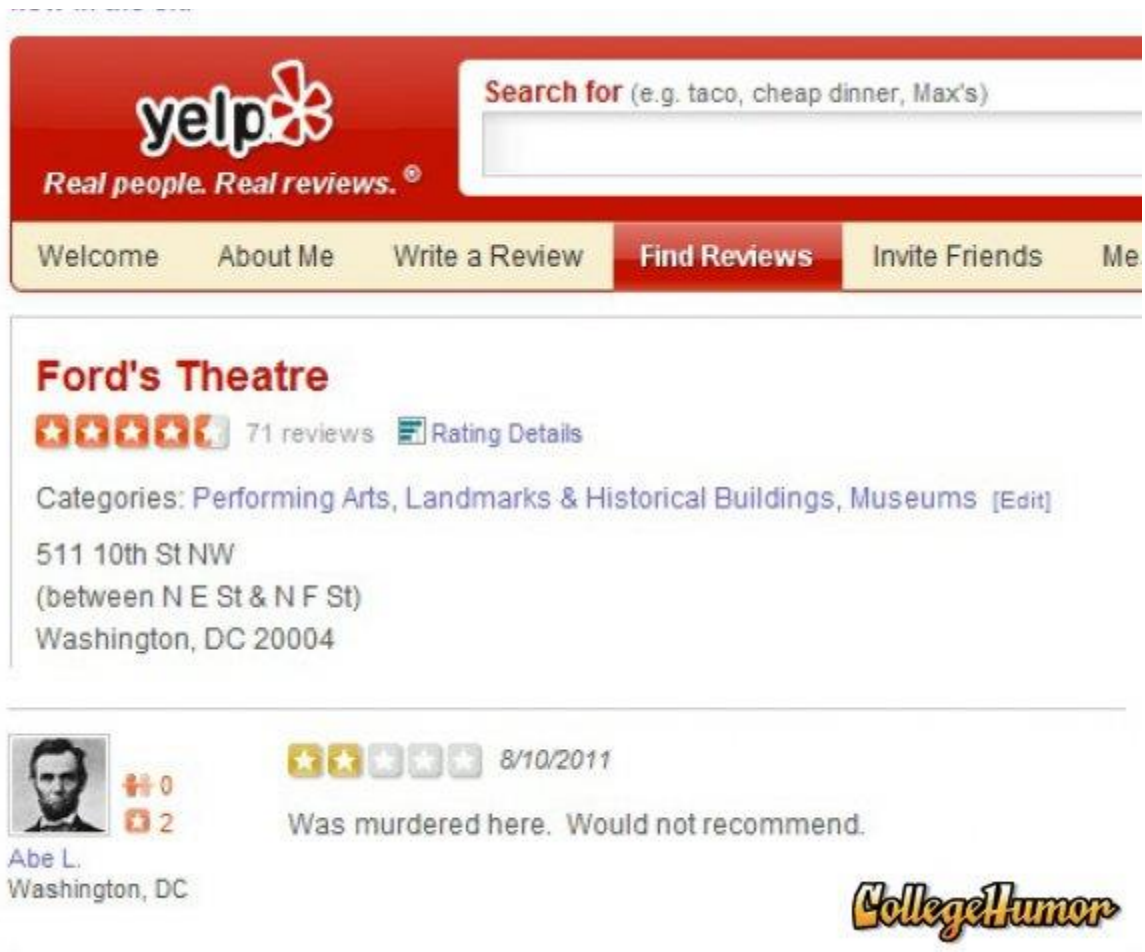 yelp
Search for (e.g. taco, cheap dinner, Max's)
Real people. Real reviews. ®
Welcome About Me Write a Review Find Reviews Invite Friends Me
Ford's Theatre
71 reviews Rating Details
Categories: Performing Arts, Landmarks & Historical Buildings, Museums [Edit]
511 10th St NW
(between N E St & N F St)
Washington, DC 20004
8/10/2011
0
2
Was murdered here. Would not recommend.
Abe L.
Washington, DC
CollegeHumor